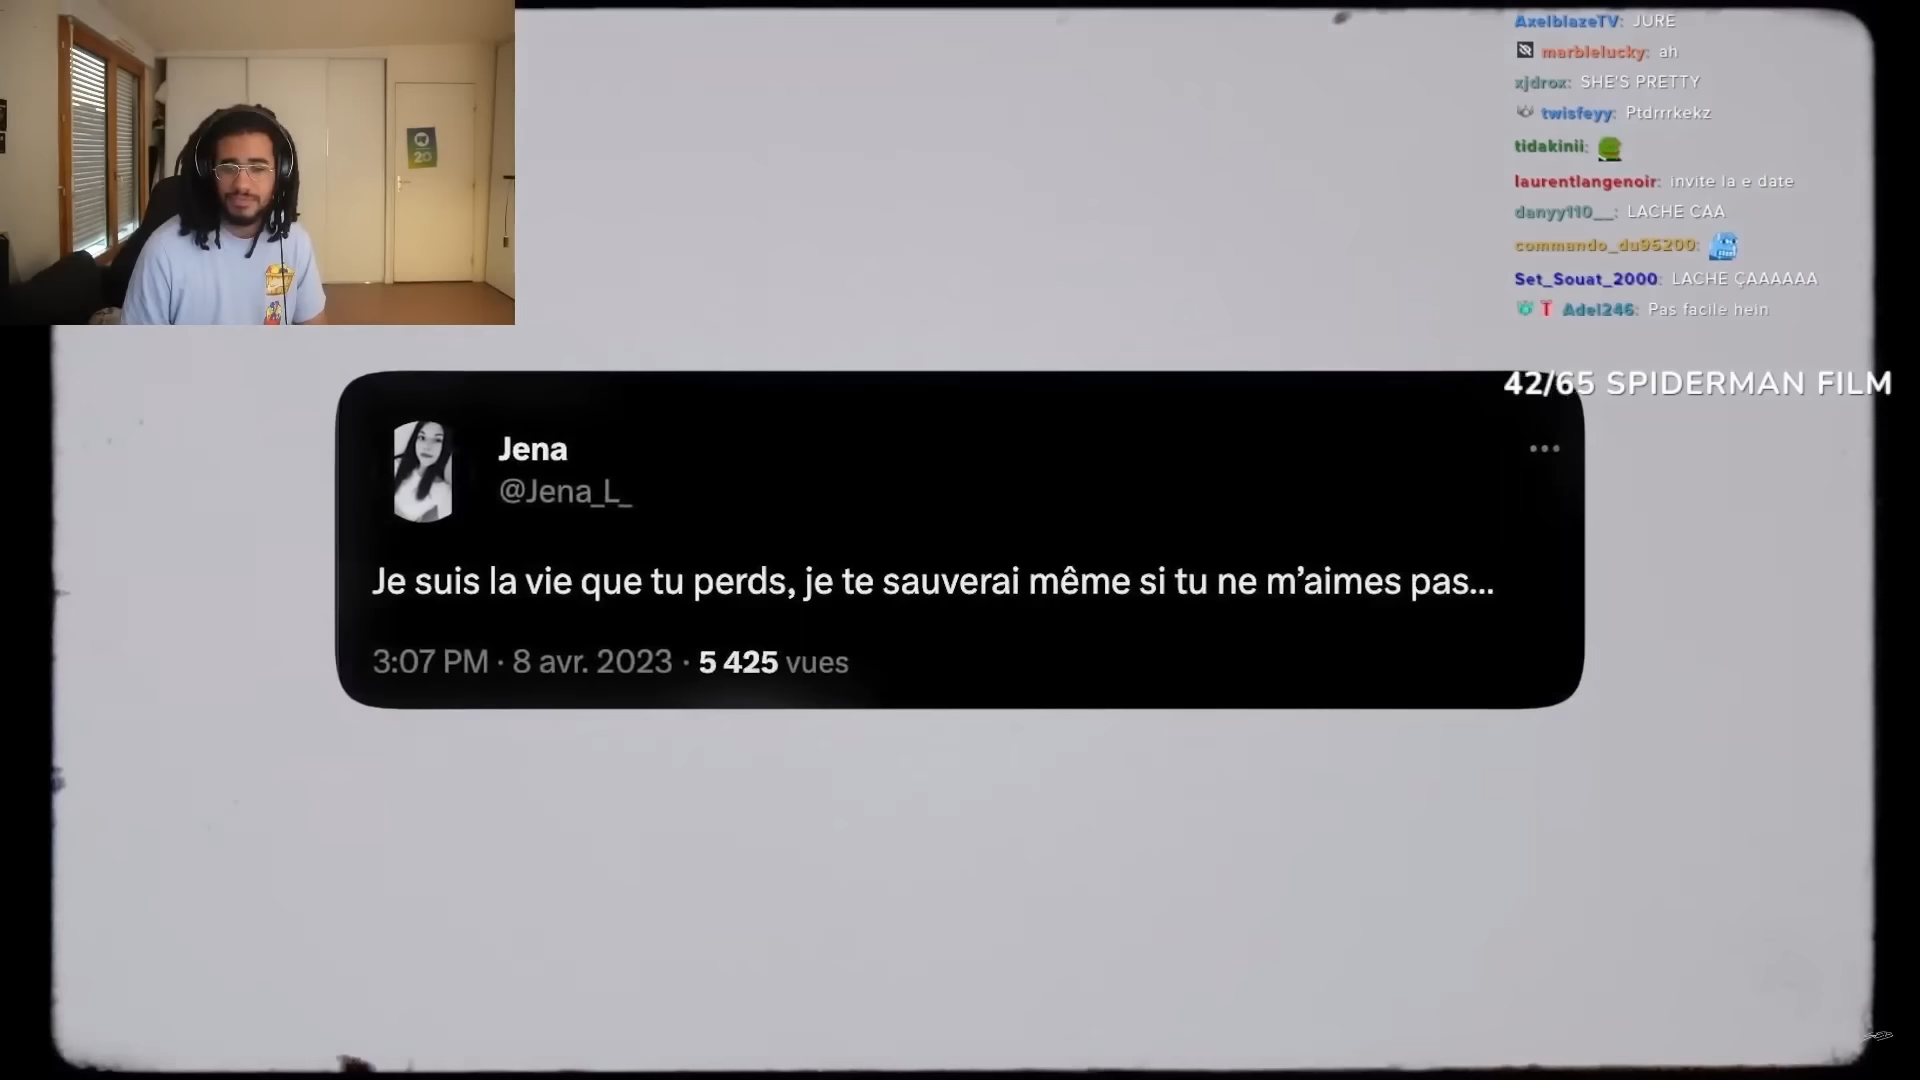 AxelblazeTV: JURE
marblelucky: ah
xjdrox: SHE'S PRETTY
twisfeyy: Ptdrrrkekz
tidakinii:
laurentlangenoir: invite la e date
danyy110__: LACHE CAA
commando_du95200:
Set_Souat_2000: LACHE ÇAAAAAA
T Adel246: Pas facile hein
20
42/65 SPIDERMAN FILM
Jena
@Jena_L_
Je suis la vie que tu perds, je te sauverai même si tu ne m’aimes pas...
3:07 PM · 8 avr. 2023 · 5 425 vues